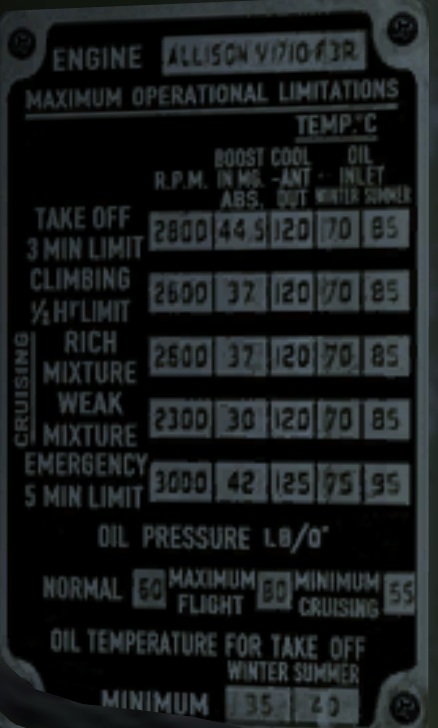 ENGINE ALLISON V1710-F3R
MAXIMUM OPERATIONAL LIMITATIONS
TEMP.°C
BOOST COOL OIL
R.P.M. IN MG. -ANT INLET
ABS. OUT WINTER SUMMER
TAKE OFF
3 MIN LIMIT 2800 44.5 120 70 85
CLIMBING
½ Hr LIMIT 2600 37 120 70 85
CRUISING
RICH
MIXTURE 2600 37 120 70 85
WEAK
MIXTURE 2300 30 120 70 85
EMERGENCY
5 MIN LIMIT 3000 42 125 75 95
OIL PRESSURE LB/□"
NORMAL 60 MAXIMUM FLIGHT 80 MINIMUM CRUISING 55
OIL TEMPERATURE FOR TAKE OFF
WINTER SUMMER
MINIMUM 35 40